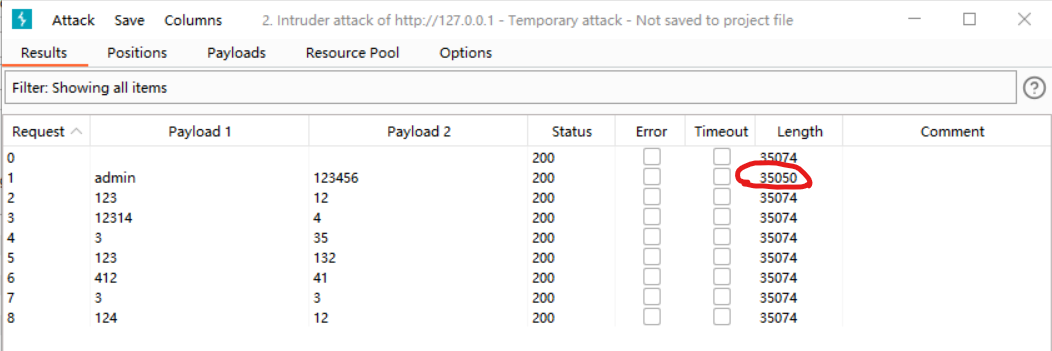 Attack Save Columns 2. Intruder attack of http://127.0.0.1 - Temporary attack - Not saved to project file
Results Positions Payloads Resource Pool Options
Filter: Showing all items
?
Request Payload 1 Payload 2 Status Error Timeout Length Comment
0 200 35074
1 admin 123456 200 35050
2 123 12 200 35074
3 12314 4 200 35074
4 3 35 200 35074
5 123 132 200 35074
6 412 41 200 35074
7 3 3 200 35074
8 124 12 200 35074